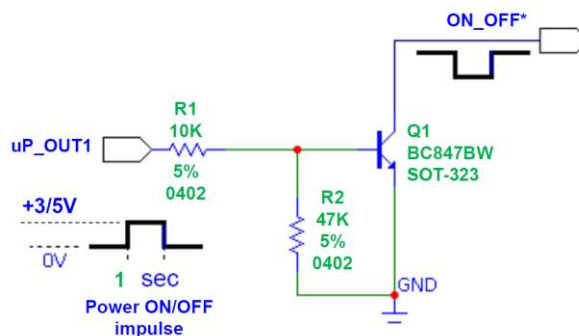 ON_OFF*
R1
10K
5%
0402
uP_OUT1
Q1
BC847BW
SOT-323
R2
47K
5%
0402
GND
+3/5V
0V
1 sec
Power ON/OFF
impulse